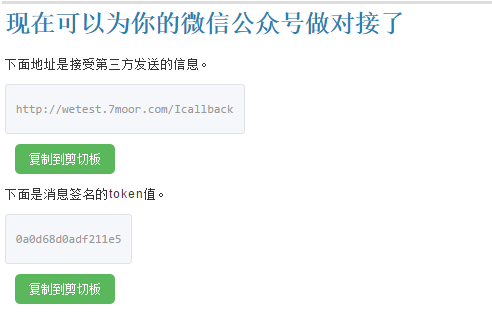 现在可以为你的微信公众号做对接了
下面地址是接受第三方发送的信息。
http://wetest.7moor.com/Icallback
复制到剪切板
下面是消息签名的token值。
0a0d68d0adf211e5
复制到剪切板